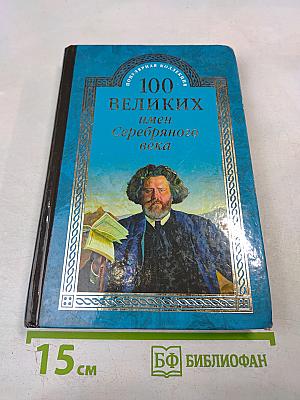 ПОПУЛЯРНАЯ КОЛЛЕКЦИЯ
100
ВЕЛИКИХ
имен
Серебряного
века
15 см
БФ БИБЛИОФАН